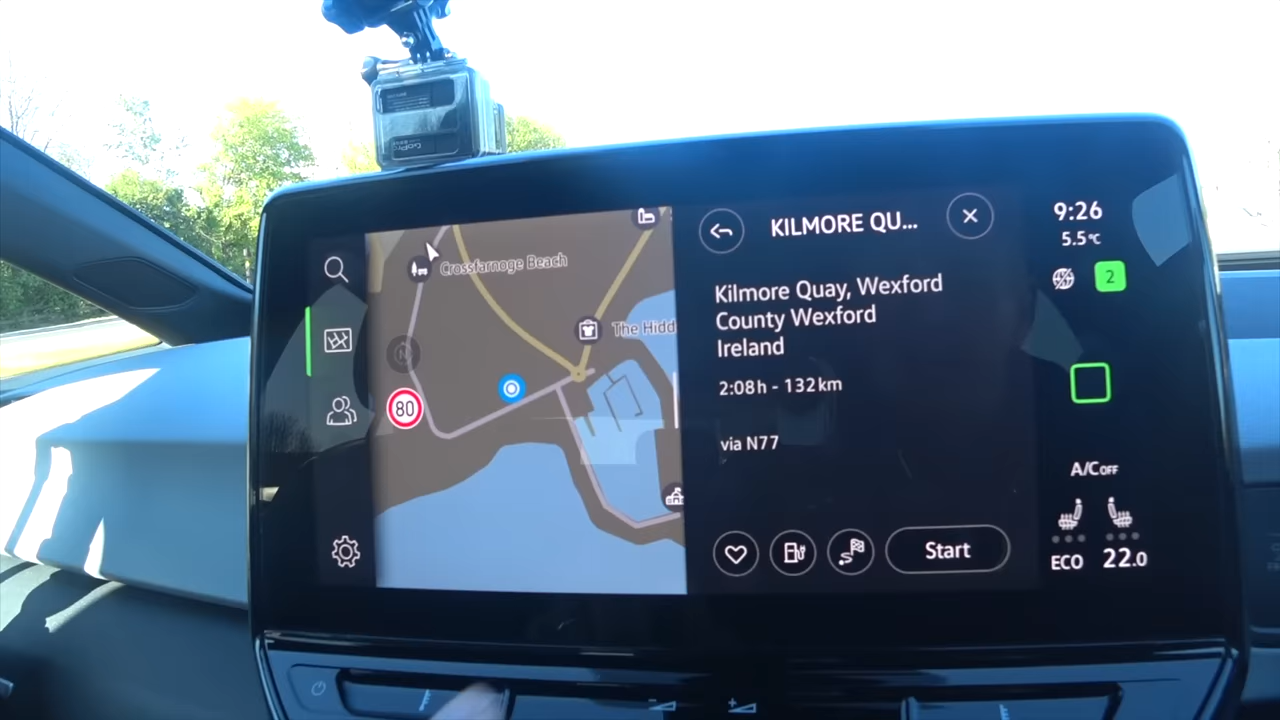 GoPro
KILMORE QU...
9:26
5.5°C
2
Crossfarnoge Beach
The Hidd
N
80
Kilmore Quay, Wexford
County Wexford
Ireland
2:08h - 132km
via N77
A/C OFF
Start
ECO
22.0